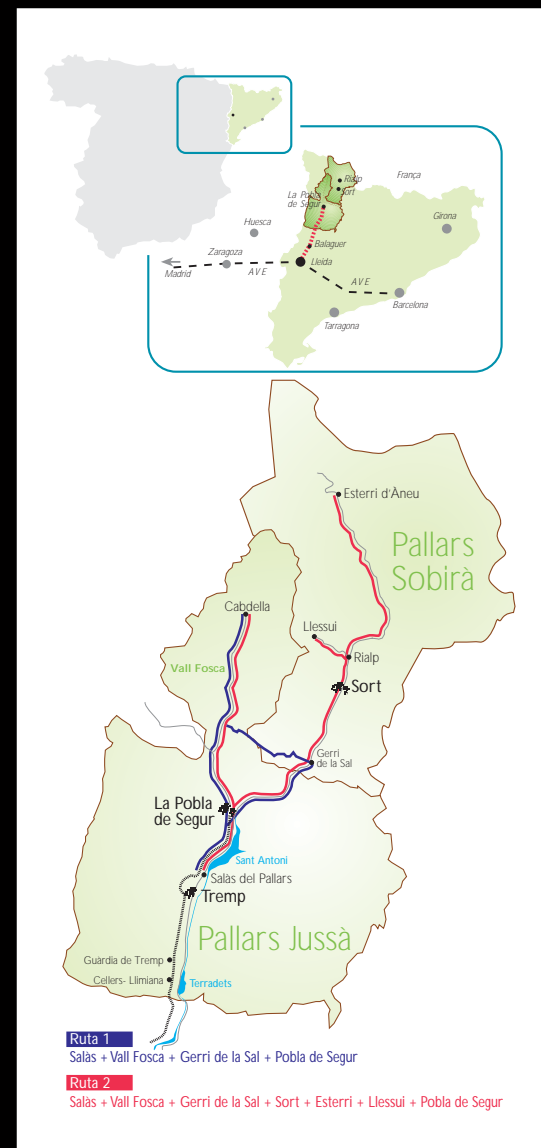 França
Rialp
Sort
La Pobla
de Segur
Girona
Huesca
Balaguer
Zaragoza
Lleida
Madrid
AVE
AVE
Barcelona
Tarragona
Esterri d'Àneu
Pallars
Sobirà
Cabdella
Llessui
Rialp
Vall Fosca
Sort
Gerri
de la Sal
La Pobla
de Segur
Sant Antoni
Salàs del Pallars
Tremp
Pallars Jussà
Guàrdia de Tremp
Cellers- Llimiana
Terradets
Ruta 1
Salàs + Vall Fosca + Gerri de la Sal + Pobla de Segur
Ruta 2
Salàs + Vall Fosca + Gerri de la Sal + Sort + Esterri + Llessui + Pobla de Segur